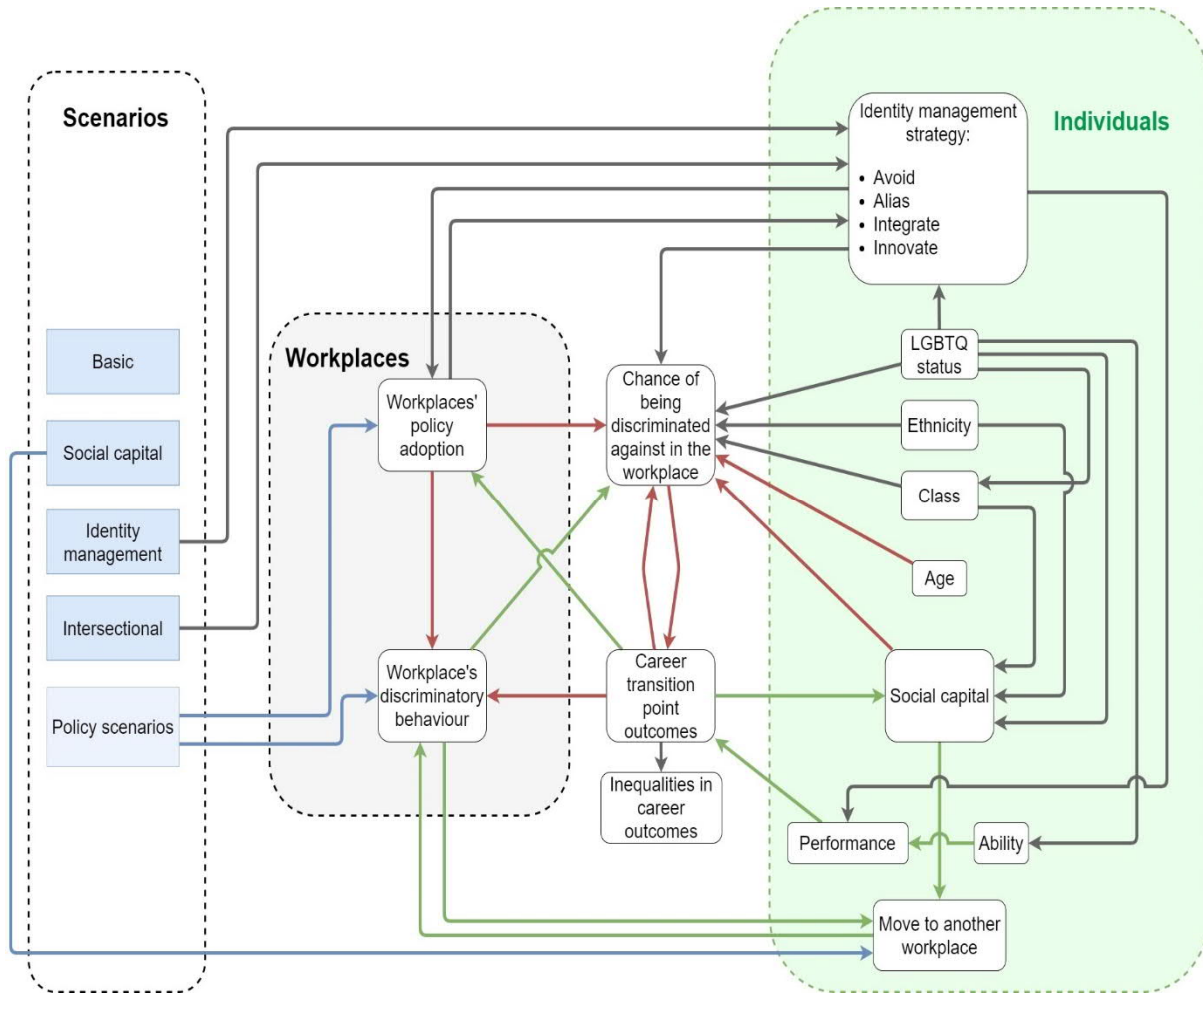 Scenarios
Basic
Social capital
Identity
management
Intersectional
Policy scenarios
Workplaces
Workplaces'
policy
adoption
Workplace's
discriminatory
behaviour
Chance of
being
discriminated
against in the
workplace
Career
transition
point
outcomes
Inequalities in
career
outcomes
Individuals
Identity management
strategy:
• Avoid
• Alias
• Integrate
• Innovate
LGBTQ
status
Ethnicity
Class
Age
Social capital
Performance
Ability
Move to another
workplace